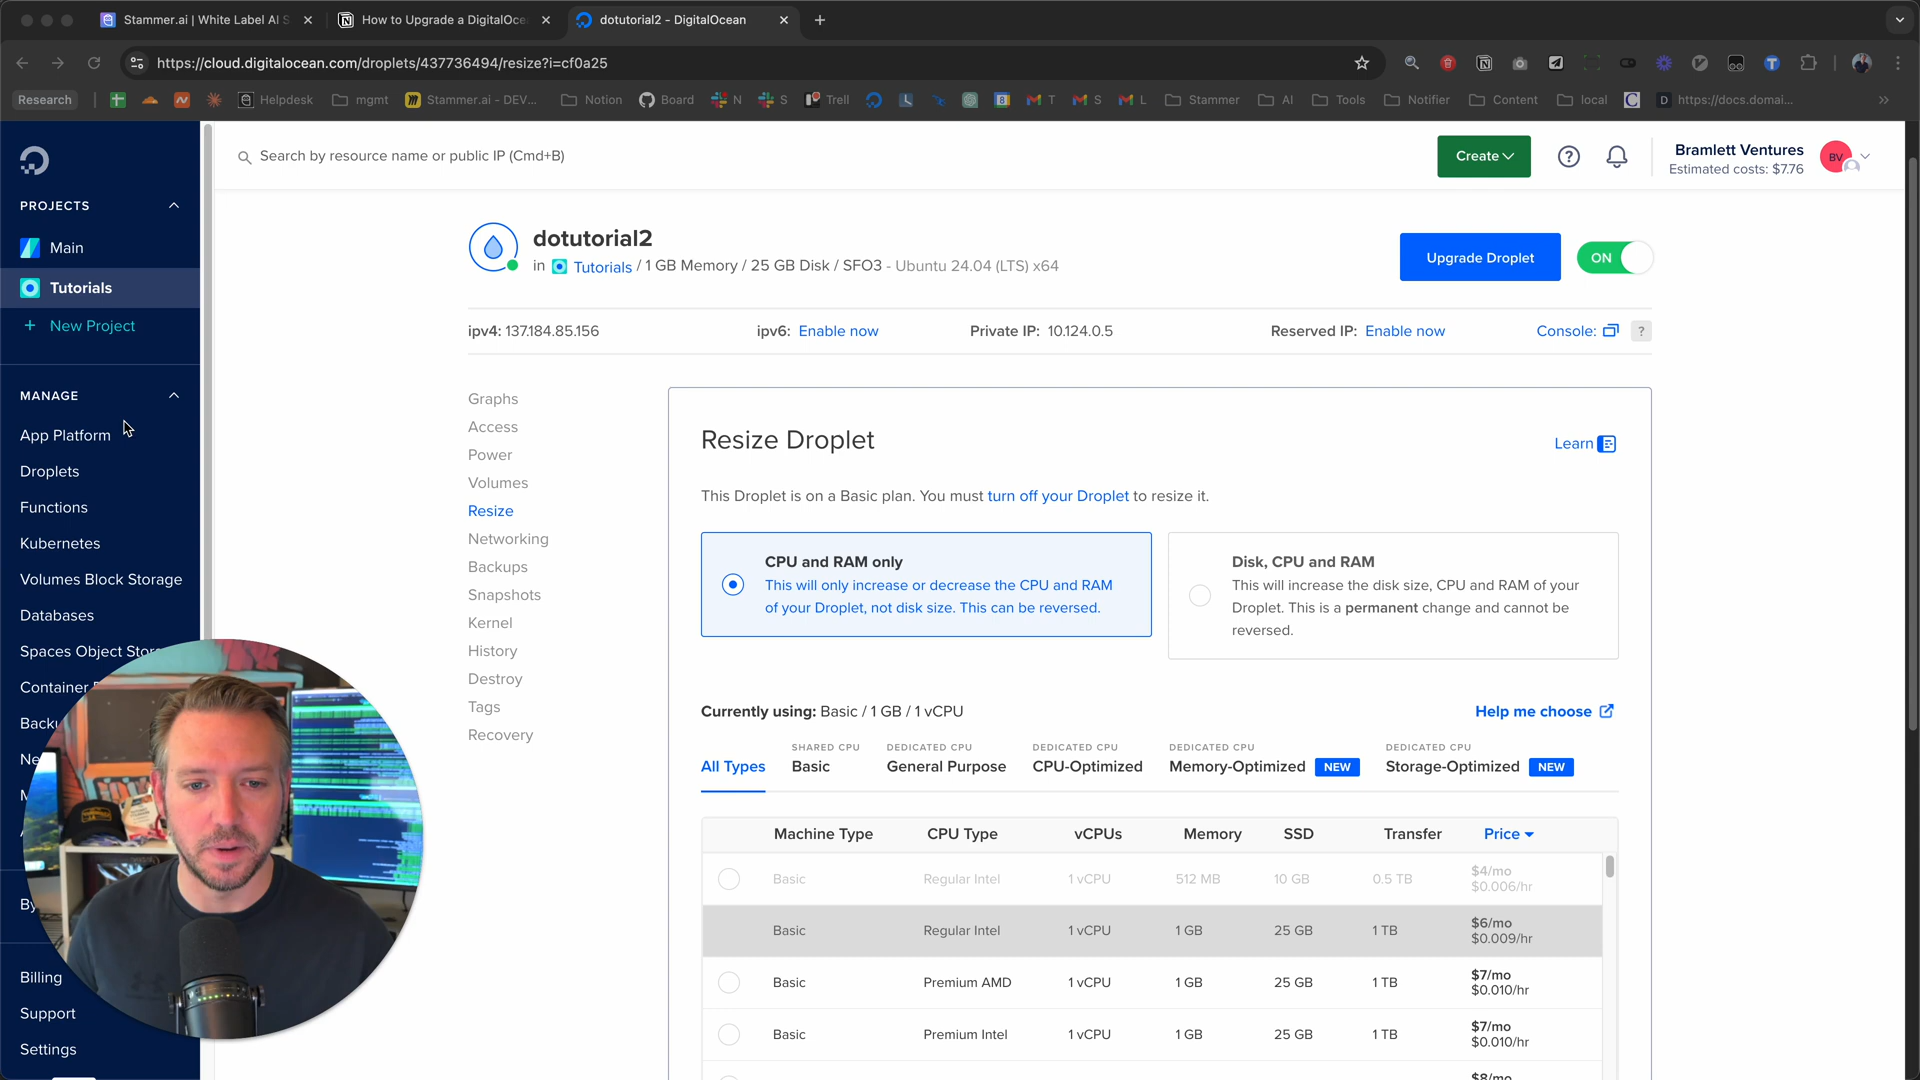 Stammer.ai | White Label AI S
How to Upgrade a DigitalOce
dotutorial2 - DigitalOcean
https://cloud.digitalocean.com/droplets/437736494/resize?i=cf0a25
Research
Helpdesk
mgmt
Stammer.ai - DEV...
Notion
Board
N
S
Trell
T
S
L
Stammer
AI
Tools
Notifier
Content
local
https://docs.domai...
Search by resource name or public IP (Cmd+B)
Create
Bramlett Ventures
Estimated costs: $7.76
BV
PROJECTS
Main
Tutorials
+ New Project
MANAGE
App Platform
Droplets
Functions
Kubernetes
Volumes Block Storage
Databases
Spaces Object Stor
Container
Backu
Ne
By
Billing
Support
Settings
dotutorial2
in Tutorials / 1 GB Memory / 25 GB Disk / SFO3 - Ubuntu 24.04 (LTS) x64
Upgrade Droplet
ON
ipv4: 137.184.85.156
ipv6: Enable now
Private IP: 10.124.0.5
Reserved IP: Enable now
Console: ?
Graphs
Access
Power
Volumes
Resize
Networking
Backups
Snapshots
Kernel
History
Destroy
Tags
Recovery
Resize Droplet
Learn
This Droplet is on a Basic plan. You must turn off your Droplet to resize it.
CPU and RAM only
This will only increase or decrease the CPU and RAM
of your Droplet, not disk size. This can be reversed.
Disk, CPU and RAM
This will increase the disk size, CPU and RAM of your
Droplet. This is a permanent change and cannot be
reversed.
Currently using: Basic / 1 GB / 1 vCPU
Help me choose
All Types
SHARED CPU
Basic
DEDICATED CPU
General Purpose
DEDICATED CPU
CPU-Optimized
DEDICATED CPU
Memory-Optimized NEW
DEDICATED CPU
Storage-Optimized NEW
Machine Type CPU Type vCPUs Memory SSD Transfer Price
Basic Regular Intel 1 vCPU 512 MB 10 GB 0.5 TB $4/mo
$0.006/hr
Basic Regular Intel 1 vCPU 1 GB 25 GB 1 TB $6/mo
$0.009/hr
Basic Premium AMD 1 vCPU 1 GB 25 GB 1 TB $7/mo
$0.010/hr
Basic Premium Intel 1 vCPU 1 GB 25 GB 1 TB $7/mo
$0.010/hr
$8/mo